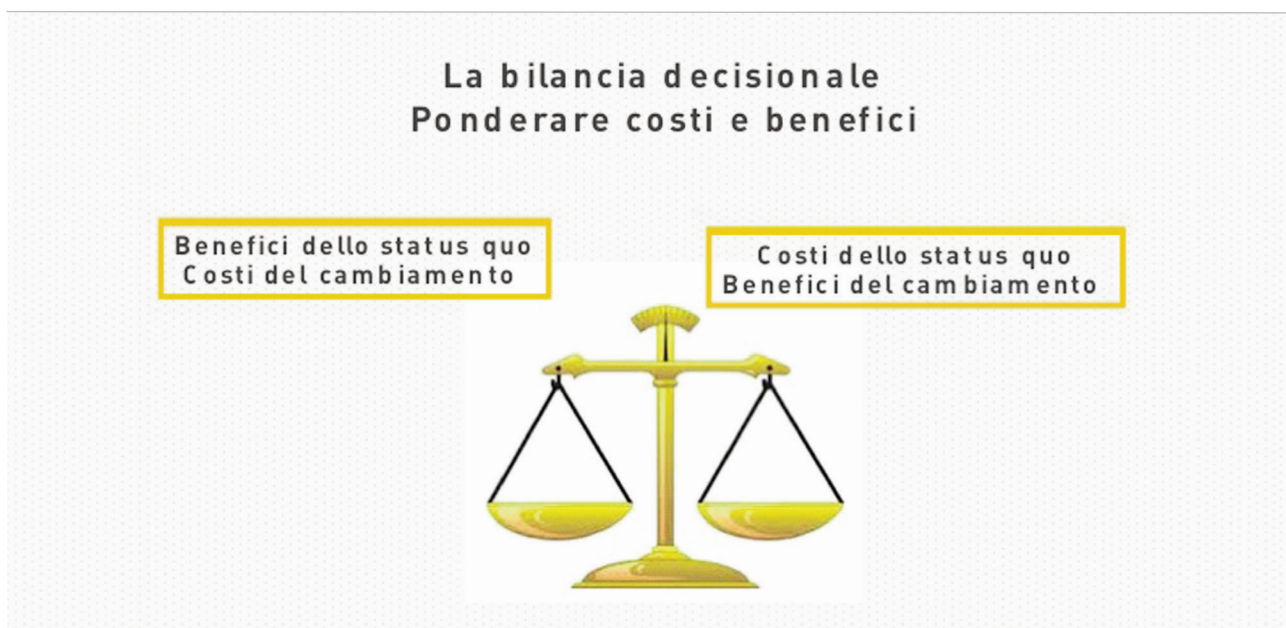 La bilancia decisionale
Ponderare costi e benefici
Benefici dello status quo
Costi del cambiamento
Costi dello status quo
Benefici del cambiamento